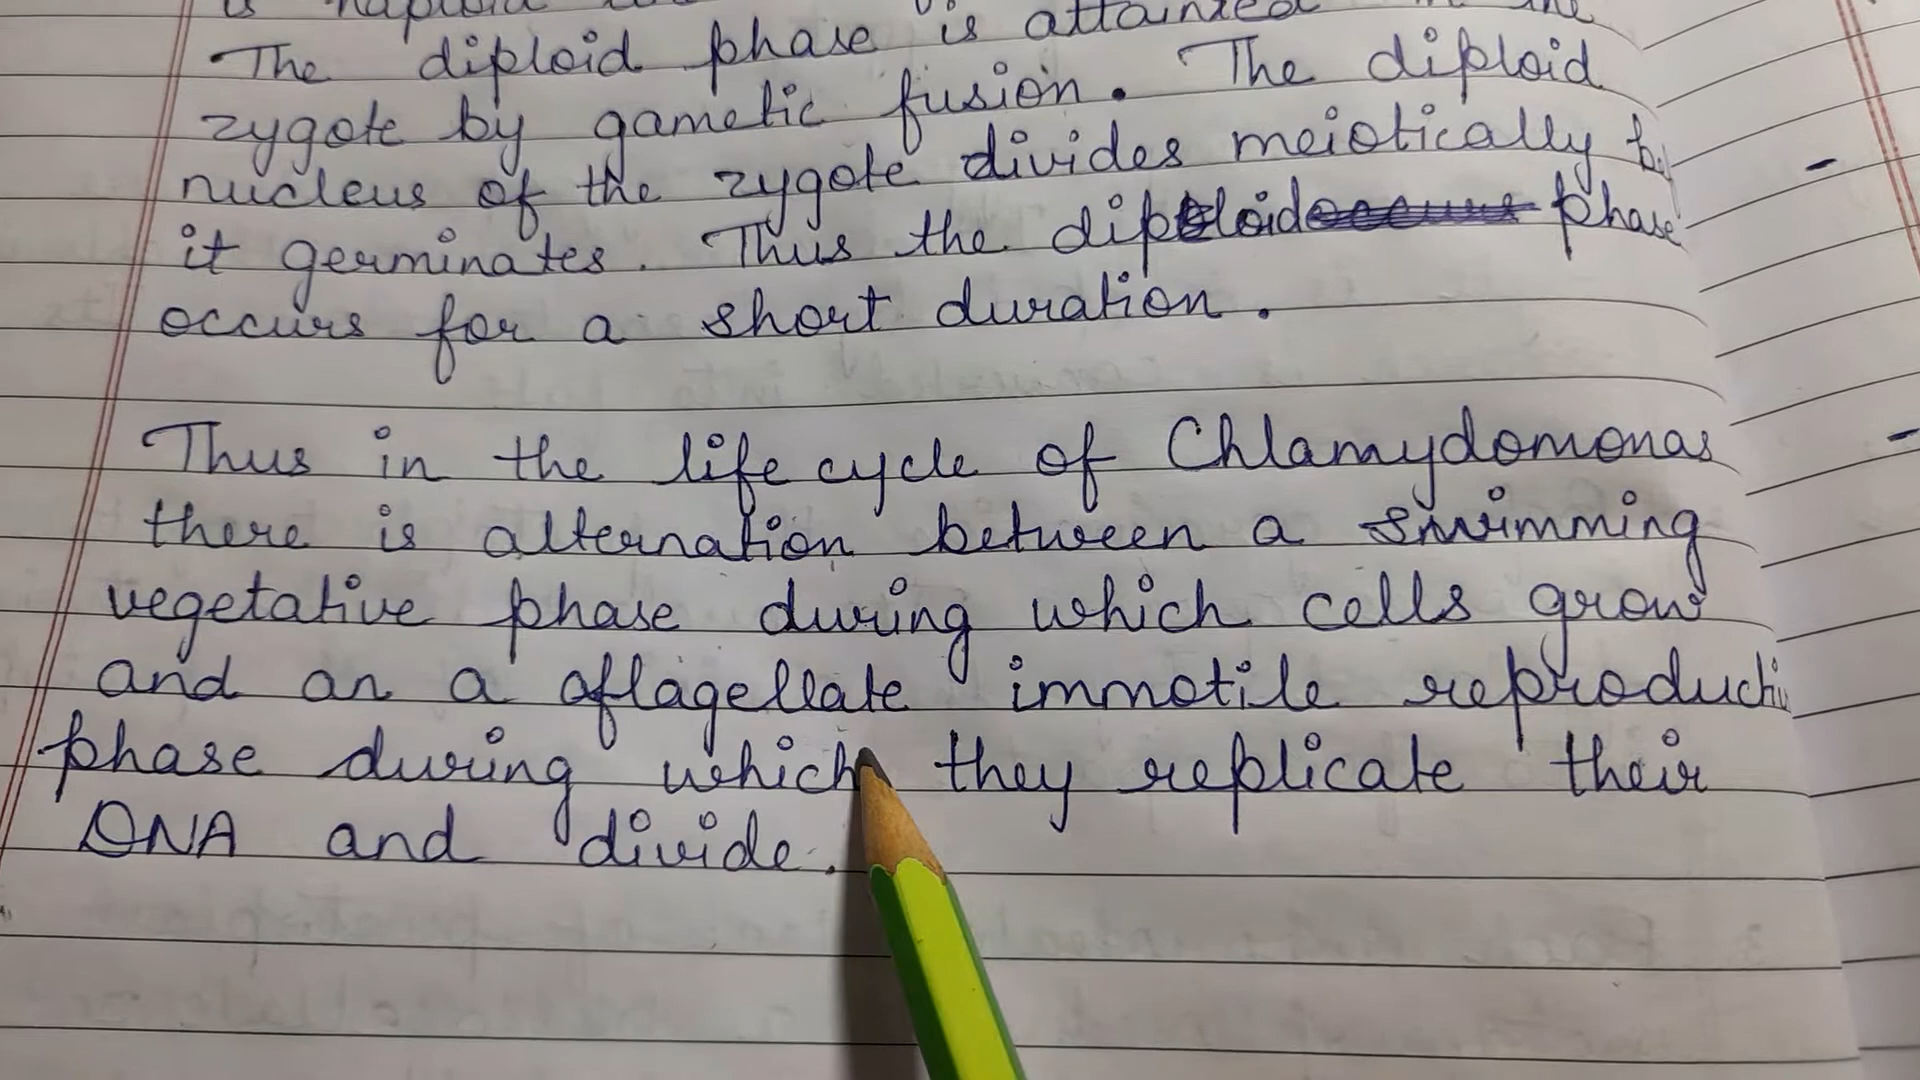 is haploid
The diploid phase is attained in the
zygote by gametic fusion. The diploid
nucleus of the zygote divides meiotically
it germinates. Thus the diploid phase
occurs for a short duration.
Thus in the life cycle of Chlamydomonas
there is alternation between a swimming
vegetative phase during which cells grow
and an a aflagellate immotile reproducti
phase during which they replicate their
DNA and divide.